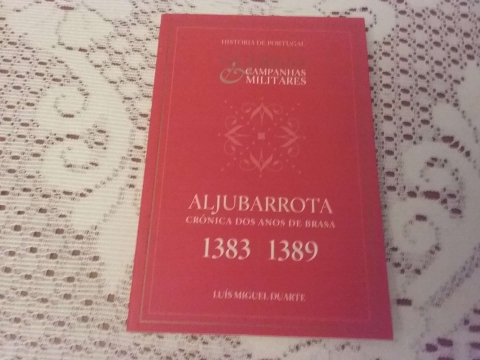 HISTÓRIA DE PORTUGAL
CAMPANHAS
MILITARES
ALJUBARROTA
CRÓNICA DOS ANOS DE BRASA
1383 1389
LUÍS MIGUEL DUARTE